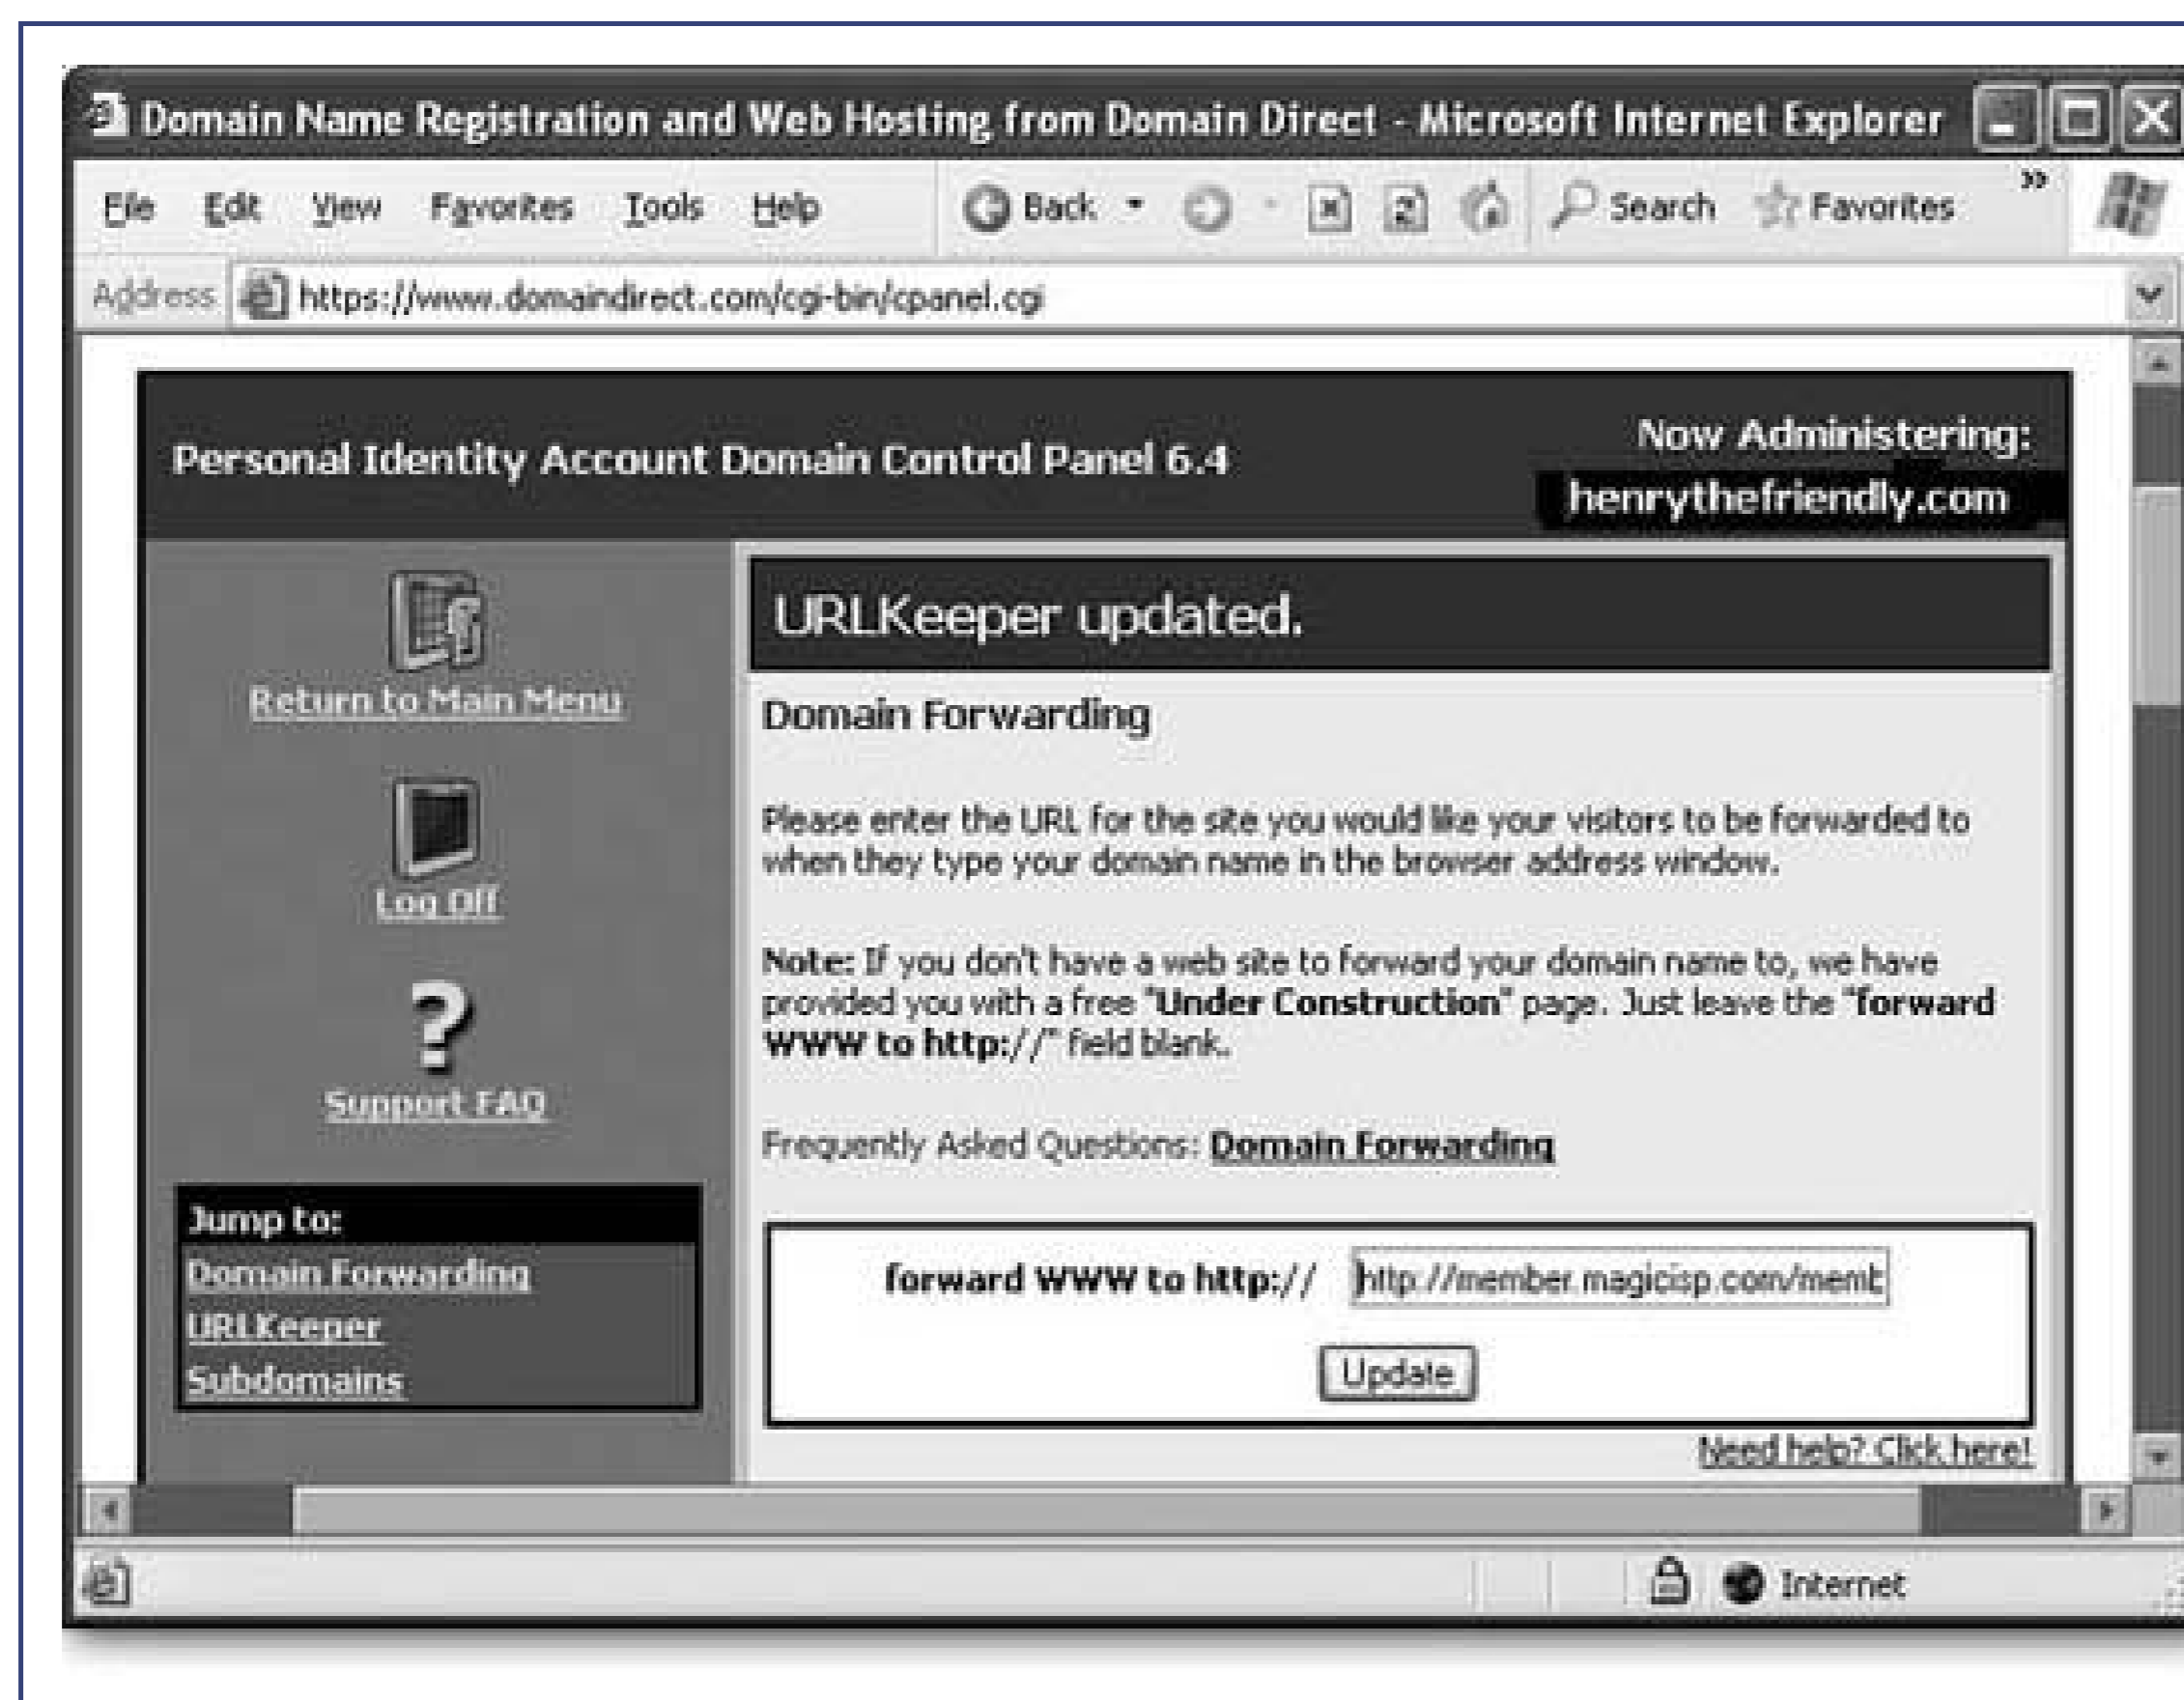 Domain Name Registration and Web Hosting from Domain Direct - Microsoft Internet Explorer
File Edit View Favorites Tools Help Back Search Favorites »
Address https://www.domaindirect.com/cgi-bin/cpanel.cgi
Personal Identity Account Domain Control Panel 6.4
Now Administering:
henrythefriendly.com
Return to Main Menu
Log Off
?
Support FAQ
Jump to:
Domain Forwarding
URLKeeper
Subdomains
URLKeeper updated.
Domain Forwarding
Please enter the URL for the site you would like your visitors to be forwarded to
when they type your domain name in the browser address window.
Note: If you don't have a web site to forward your domain name to, we have
provided you with a free "Under Construction" page. Just leave the "forward
WWW to http://" field blank.
Frequently Asked Questions: Domain Forwarding
forward WWW to http:// http://member.magicisp.com/memb
Update
Need help? Click here!
Internet